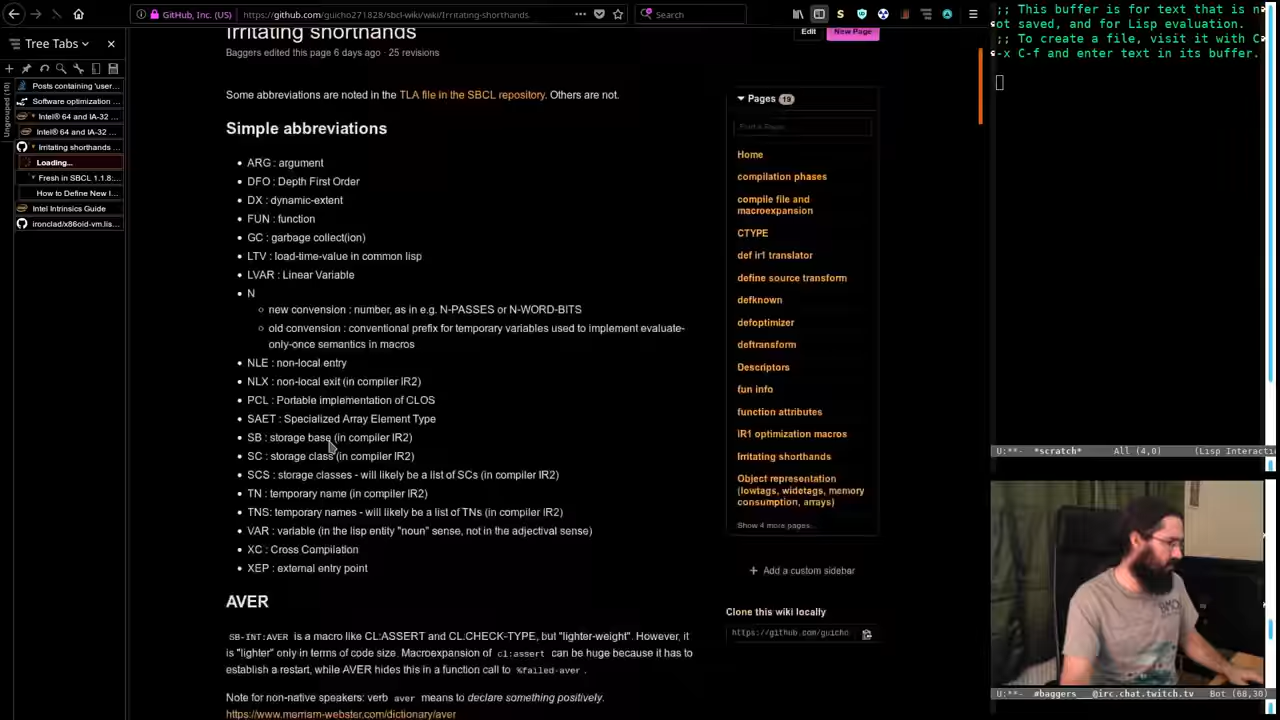 GitHub, Inc. (US)
https://github.com/guicho271828/sbcl-wiki/wiki/Irritating-shorthands.
Search
Tree Tabs
Ungrouped (10)
Posts containing 'user...
Software optimization ...
Intel® 64 and IA-32 ...
Intel® 64 and IA-32 ...
Irritating shorthands ...
Loading...
Fresh in SBCL 1.1.8:...
How to Define New I...
Intel Intrinsics Guide
ironclad/x86oid-vm.lis...
Irritating shorthands
Baggers edited this page 6 days ago · 25 revisions
Edit
New Page
Some abbreviations are noted in the TLA file in the SBCL repository. Others are not.
Simple abbreviations
ARG : argument
DFO : Depth First Order
DX : dynamic-extent
FUN : function
GC : garbage collect(ion)
LTV : load-time-value in common lisp
LVAR : Linear Variable
N
new convension : number, as in e.g. N-PASSES or N-WORD-BITS
old convension : conventional prefix for temporary variables used to implement evaluate-
only-once semantics in macros
NLE : non-local entry
NLX : non-local exit (in compiler IR2)
PCL : Portable implementation of CLOS
SAET : Specialized Array Element Type
SB : storage base (in compiler IR2)
SC : storage class (in compiler IR2)
SCS : storage classes - will likely be a list of SCs (in compiler IR2)
TN : temporary name (in compiler IR2)
TNS: temporary names - will likely be a list of TNs (in compiler IR2)
VAR : variable (in the lisp entity "noun" sense, not in the adjectival sense)
XC : Cross Compilation
XEP : external entry point
AVER
SB-INT:AVER is a macro like CL:ASSERT and CL:CHECK-TYPE, but "lighter-weight". However, it
is "lighter" only in terms of code size. Macroexpansion of cl:assert can be huge because it has to
establish a restart, while AVER hides this in a function call to %failed-aver .
Note for non-native speakers: verb aver means to declare something positively.
https://www.merriam-webster.com/dictionary/aver
Pages 19
Find a Page...
Home
compilation phases
compile file and
macroexpansion
CTYPE
def ir1 translator
define source transform
defknown
defoptimizer
deftransform
Descriptors
fun info
function attributes
IR1 optimization macros
Irritating shorthands
Object representation
(lowtags, widetags, memory
consumption, arrays)
Show 4 more pages...
Add a custom sidebar
Clone this wiki locally
https://github.com/guicho
;; This buffer is for text that is n
ot saved, and for Lisp evaluation.
;; To create a file, visit it with C
-x C-f and enter text in its buffer.
U:**- *scratch* All (4,0) (Lisp Interacti
U:**- #baggers @irc.chat.twitch.tv Bot (68,30)